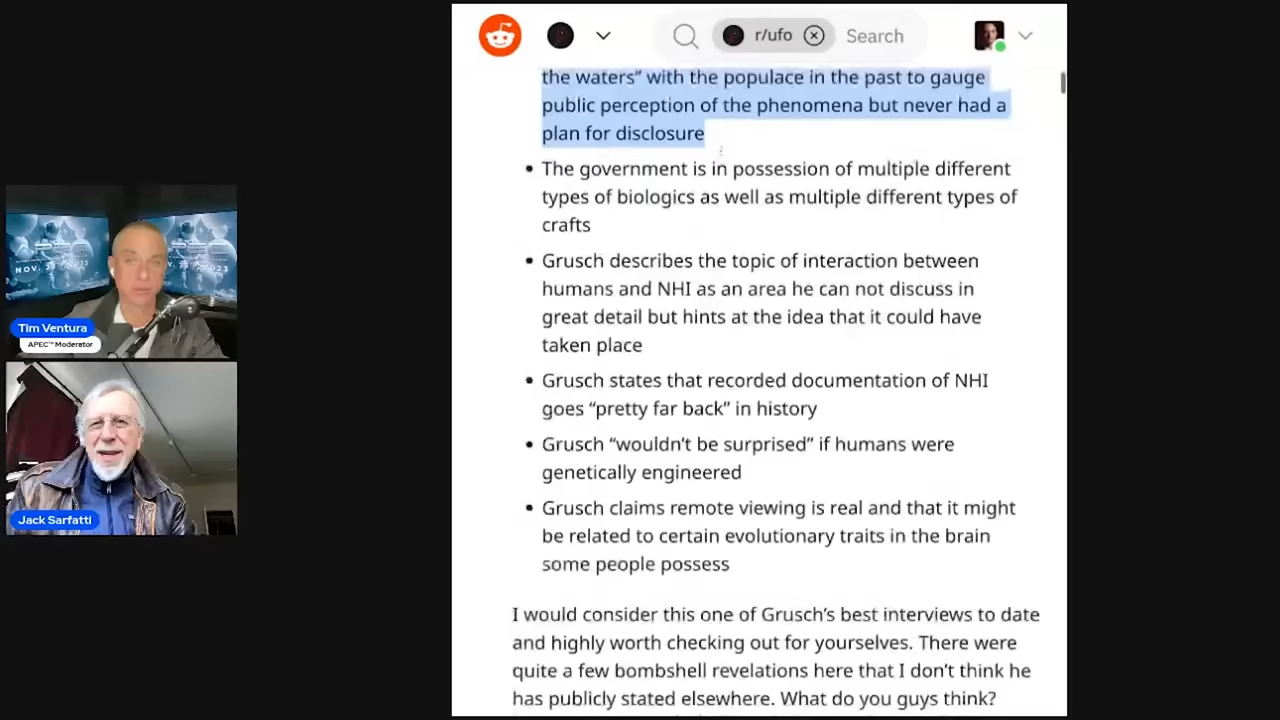 r/ufo
Search
the waters” with the populace in the past to gauge
public perception of the phenomena but never had a
plan for disclosure
• The government is in possession of multiple different
types of biologics as well as multiple different types of
crafts
• Grusch describes the topic of interaction between
humans and NHI as an area he can not discuss in
great detail but hints at the idea that it could have
taken place
• Grusch states that recorded documentation of NHI
goes “pretty far back” in history
• Grusch “wouldn’t be surprised” if humans were
genetically engineered
• Grusch claims remote viewing is real and that it might
be related to certain evolutionary traits in the brain
some people possess
I would consider this one of Grusch’s best interviews to date
and highly worth checking out for yourselves. There were
quite a few bombshell revelations here that I don’t think he
has publicly stated elsewhere. What do you guys think?
Tim Ventura
APEC™ Moderator
Jack Sarfatti